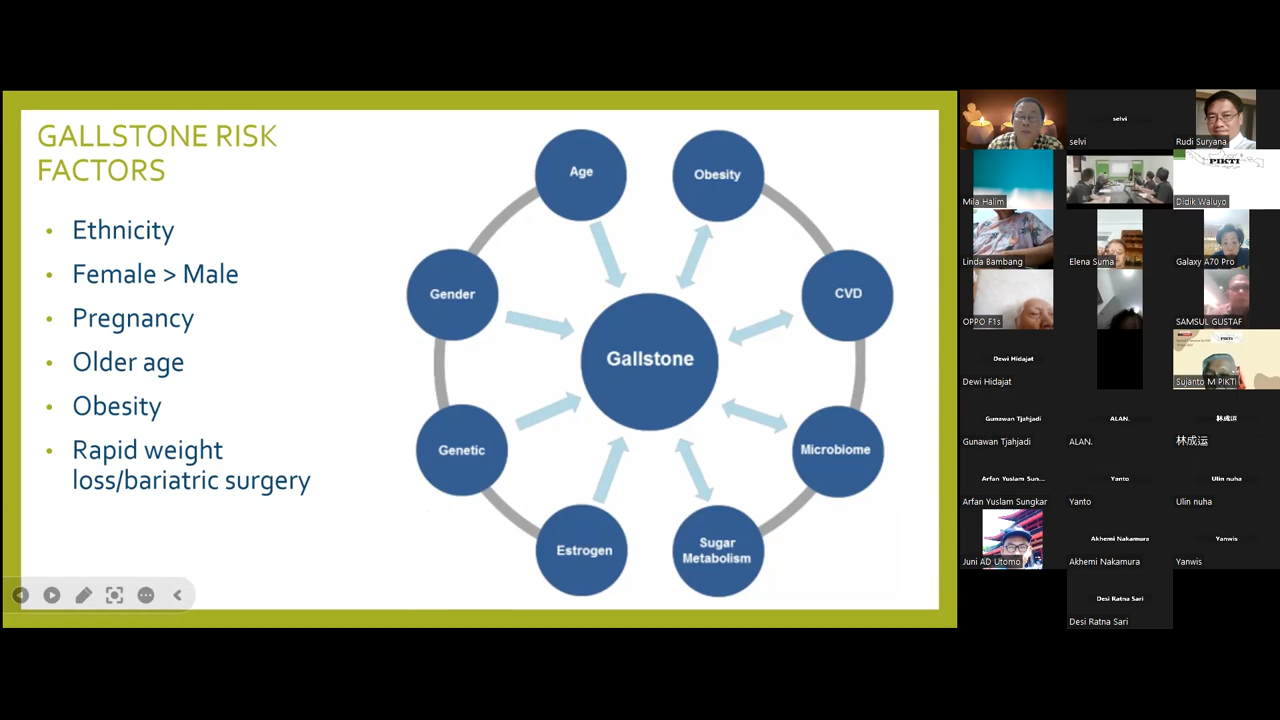 GALLSTONE RISK
FACTORS
• Ethnicity
• Female > Male
• Pregnancy
• Older age
• Obesity
• Rapid weight
loss/bariatric surgery
Age
Obesity
Gender
CVD
Gallstone
Genetic
Microbiome
Estrogen
Sugar
Metabolism
selvi
selvi
Rudi Suryana
Mila Halim
PIKTI
Didik Waluyo
Linda Bambang
Elena Suma
Galaxy A70 Pro
OPPO F1s
SAMSUL GUSTAF
Dewi Hidajat
Dewi Hidajat
PIKTI
Sujanto M PIKTI
Gunawan Tjahjadi
Gunawan Tjahjadi
ALAN.
ALAN.
林成运
林成运
Arfan Yuslam Sun...
Arfan Yuslam Sungkar
Yanto
Yanto
Ulin nuha
Ulin nuha
Juni AD Utomo
Akhemi Nakamura
Akhemi Nakamura
Yanwis
Yanwis
Desi Ratna Sari
Desi Ratna Sari